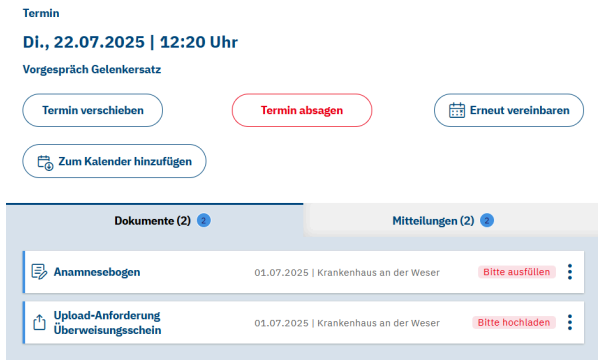 Termin
Di., 22.07.2025 | 12:20 Uhr
Vorgespräch Gelenkersatz
Termin verschieben
Termin absagen
Erneut vereinbaren
Zum Kalender hinzufügen
Dokumente (2) 2
Mitteilungen (2) 2
Anamnesebogen
01.07.2025 | Krankenhaus an der Weser
Bitte ausfüllen
Upload-Anforderung
Überweisungsschein
01.07.2025 | Krankenhaus an der Weser
Bitte hochladen